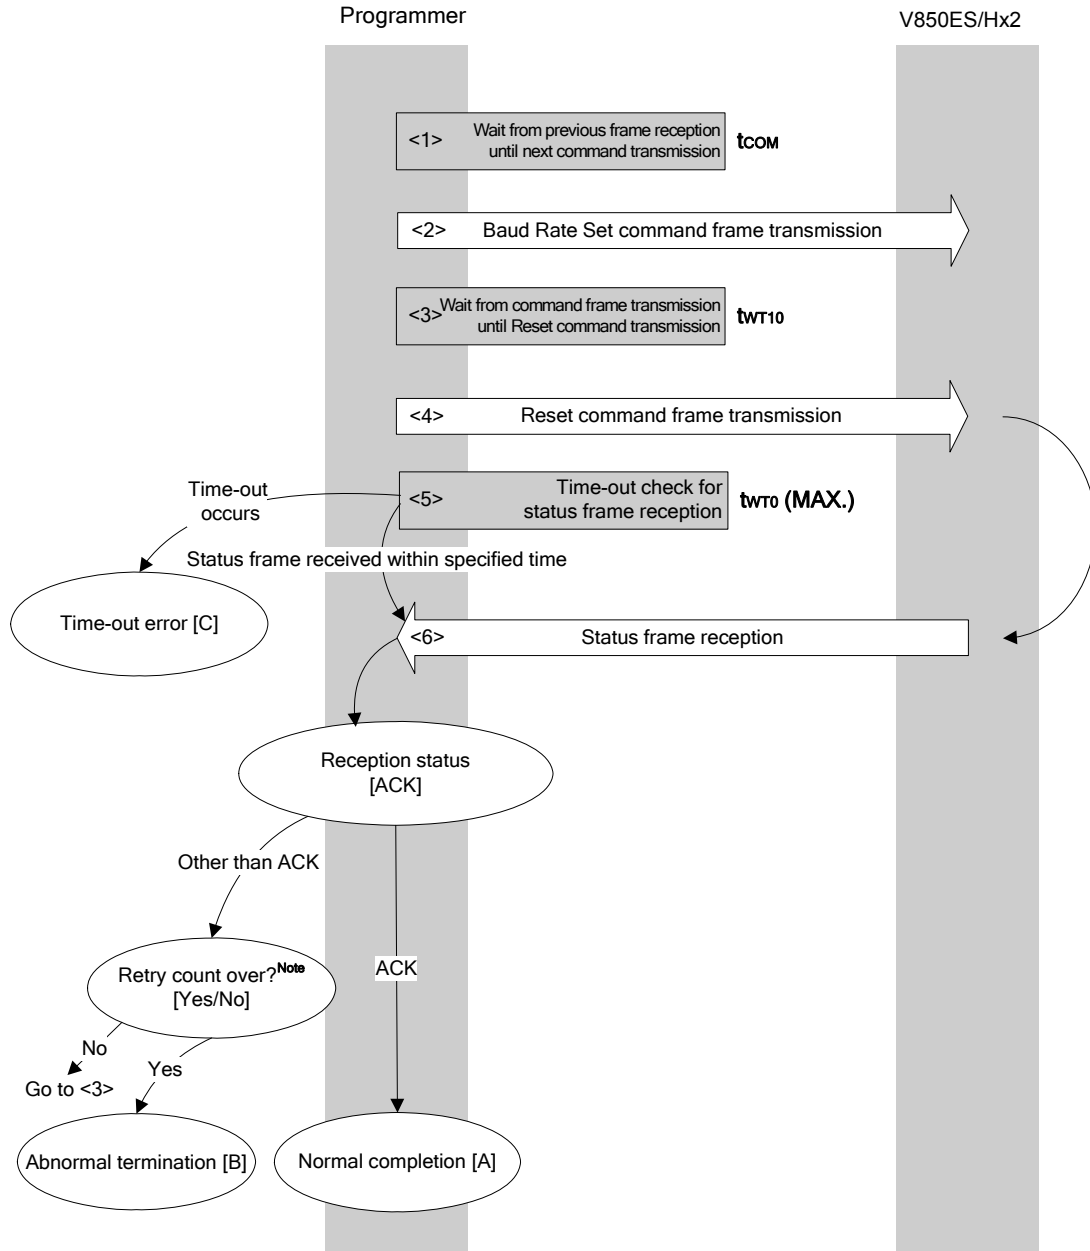 Programmer
V850ES/Hx2
<1> Wait from previous frame reception
until next command transmission
tCOM
<2> Baud Rate Set command frame transmission
<3> Wait from command frame transmission
until Reset command transmission
tWT10
<4> Reset command frame transmission
<5> Time-out check for
status frame reception
tWT0 (MAX.)
Time-out
occurs
Status frame received within specified time
Time-out error [C]
<6> Status frame reception
Reception status
[ACK]
Other than ACK
ACK
Retry count over?Note
[Yes/No]
No
Yes
Go to <3>
Abnormal termination [B]
Normal completion [A]